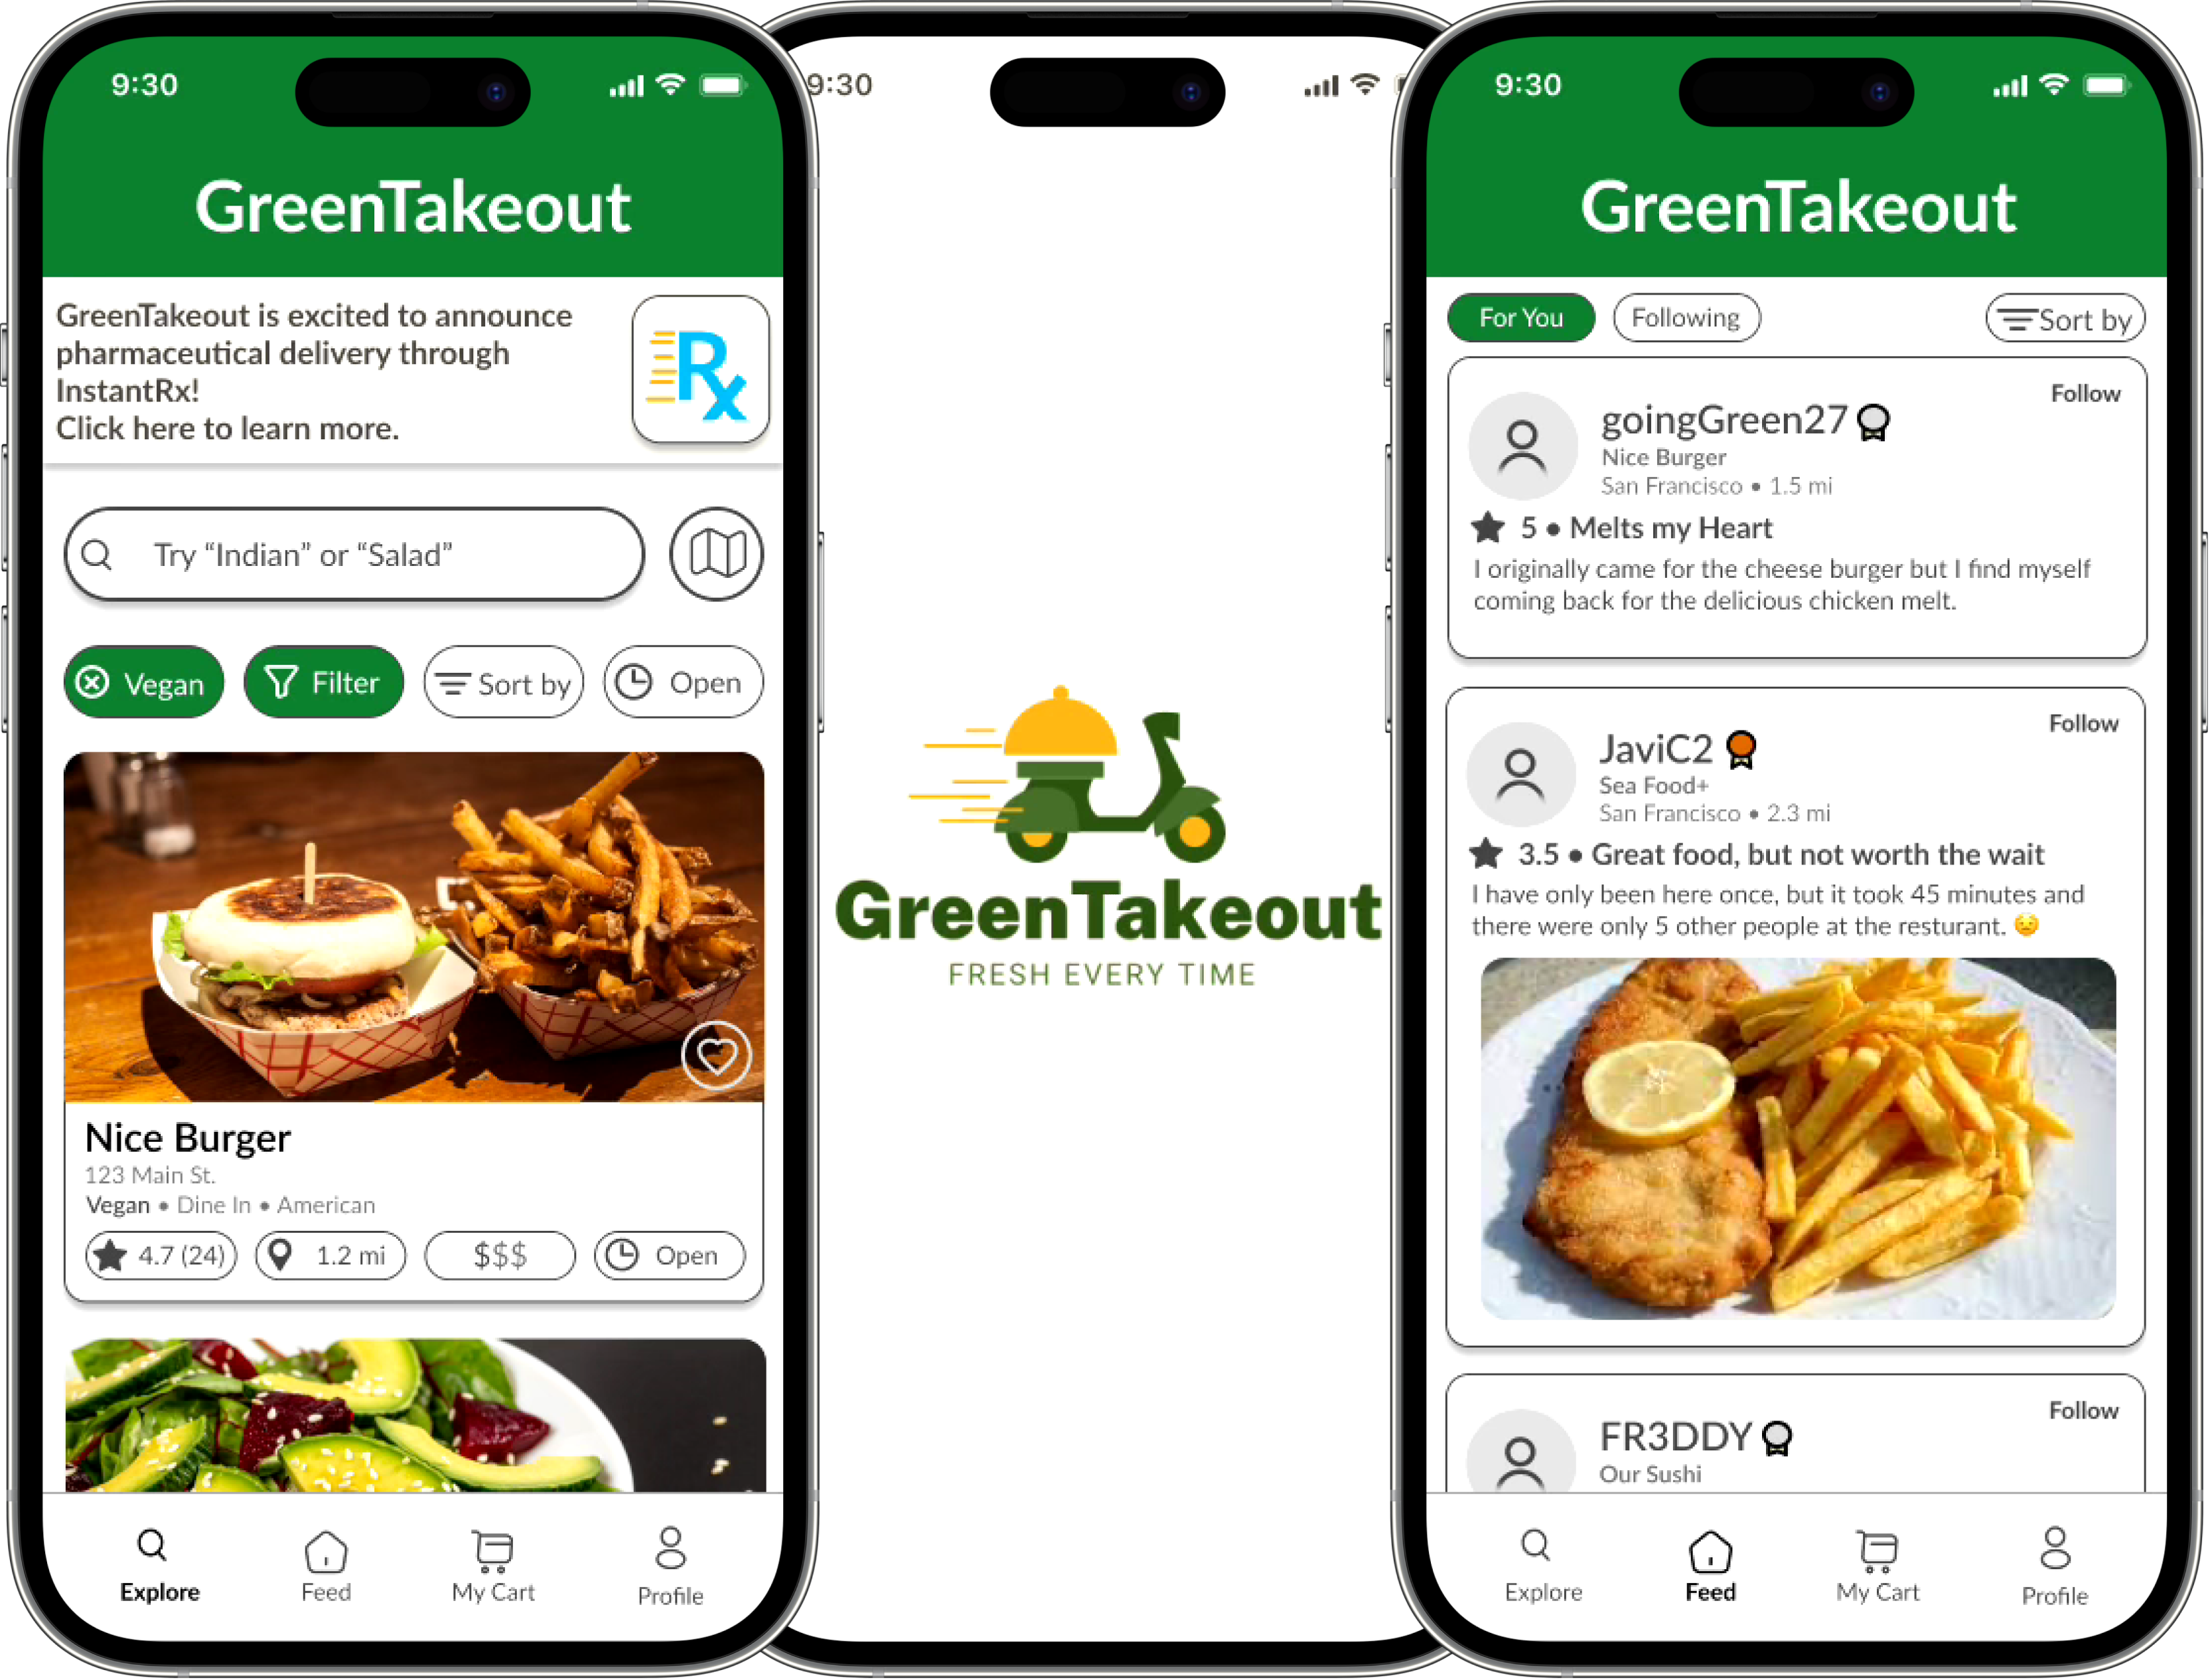 9:30
GreenTakeout
GreenTakeout is excited to announce
pharmaceutical delivery through
InstantRx!
Click here to learn more.
Rx
Try “Indian” or “Salad”
Vegan
Filter
Sort by
Open
Nice Burger
123 Main St.
Vegan • Dine In • American
4.7 (24)
1.2 mi
$$$
Open
Explore
Feed
My Cart
Profile
9:30
GreenTakeout
FRESH EVERY TIME
9:30
GreenTakeout
For You
Following
Sort by
Follow
goingGreen27
Nice Burger
San Francisco • 1.5 mi
5 • Melts my Heart
I originally came for the cheese burger but I find myself
coming back for the delicious chicken melt.
Follow
JaviC2
Sea Food+
San Francisco • 2.3 mi
3.5 • Great food, but not worth the wait
I have only been here once, but it took 45 minutes and
there were only 5 other people at the resturant. 😟
Follow
FR3DDY
Our Sushi
Explore
Feed
My Cart
Profile